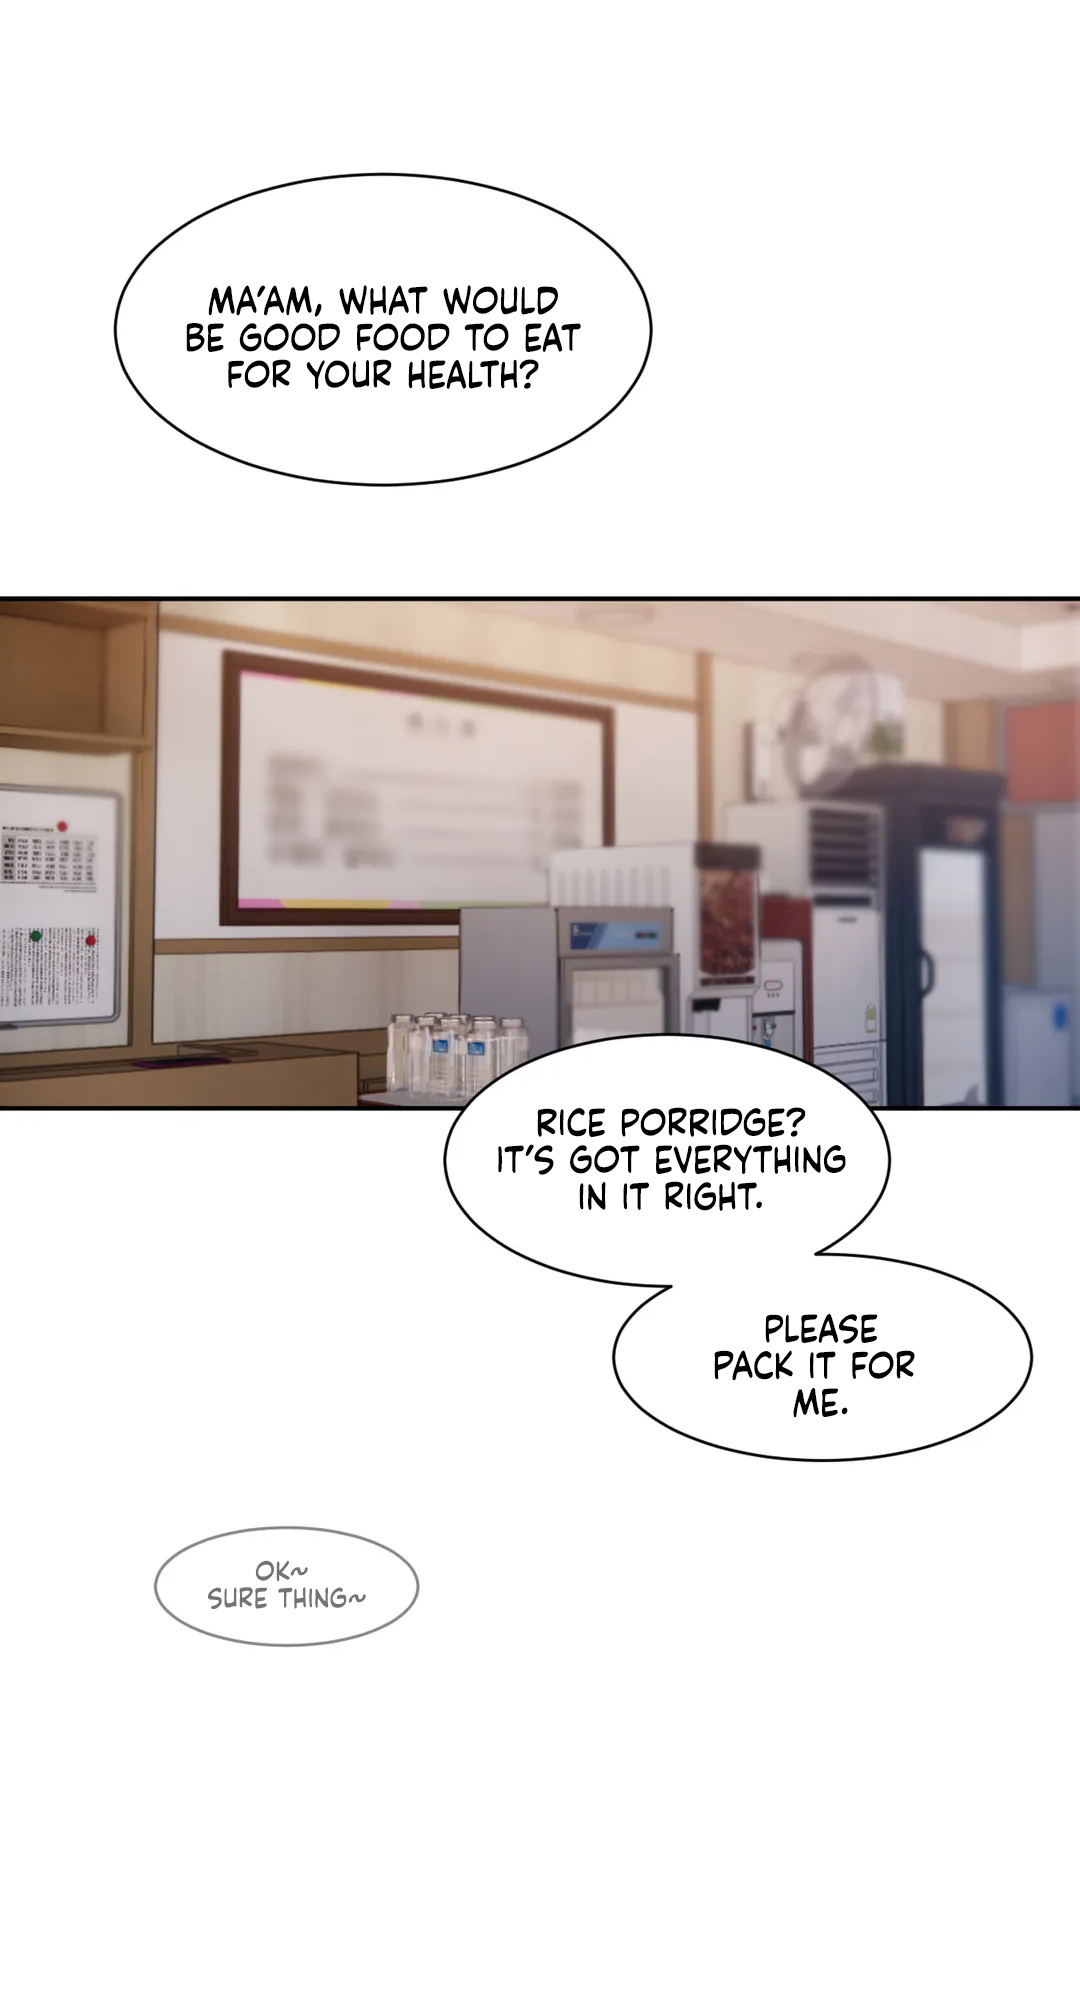 MA'AM, WHAT WOULD
BE GOOD FOOD TO EAT
FOR YOUR HEALTH?
RICE PORRIDGE?
IT'S GOT EVERYTHING
IN IT RIGHT.
PLEASE
PACK IT FOR
ME.
OK~
SURE THING~